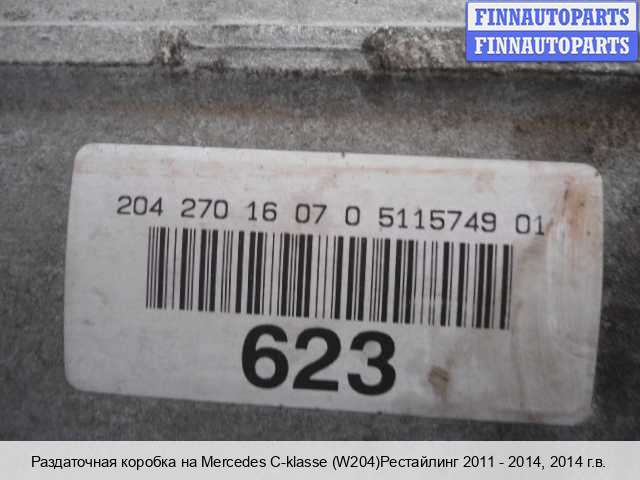 FINNAUTOPARTS
FINNAUTOPARTS
204 270 16 07 0 5115749 01
623
Раздаточная коробка на Mercedes C-klasse (W204)Рестайлинг 2011 - 2014, 2014 г.в.